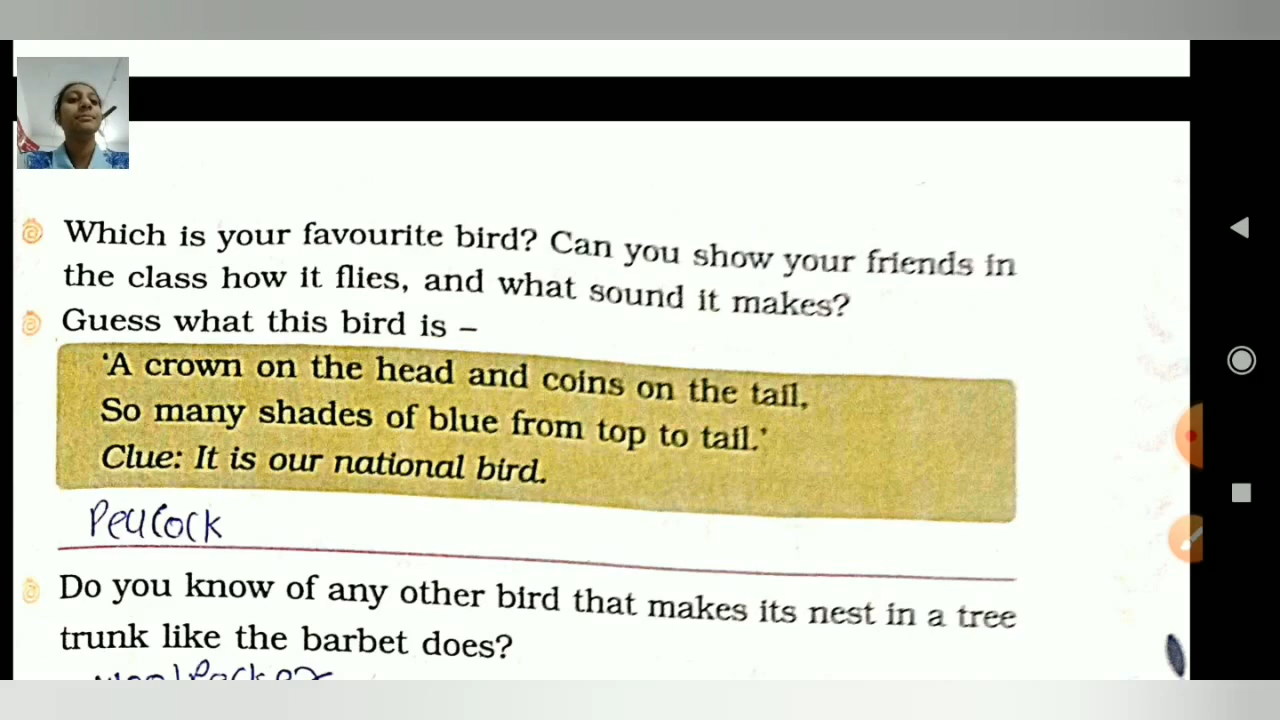 Which is your favourite bird? Can you show your friends in
the class how it flies, and what sound it makes?
Guess what this bird is –
‘A crown on the head and coins on the tail,
So many shades of blue from top to tail.’
Clue: It is our national bird.
Peacock
Do you know of any other bird that makes its nest in a tree
trunk like the barbet does?